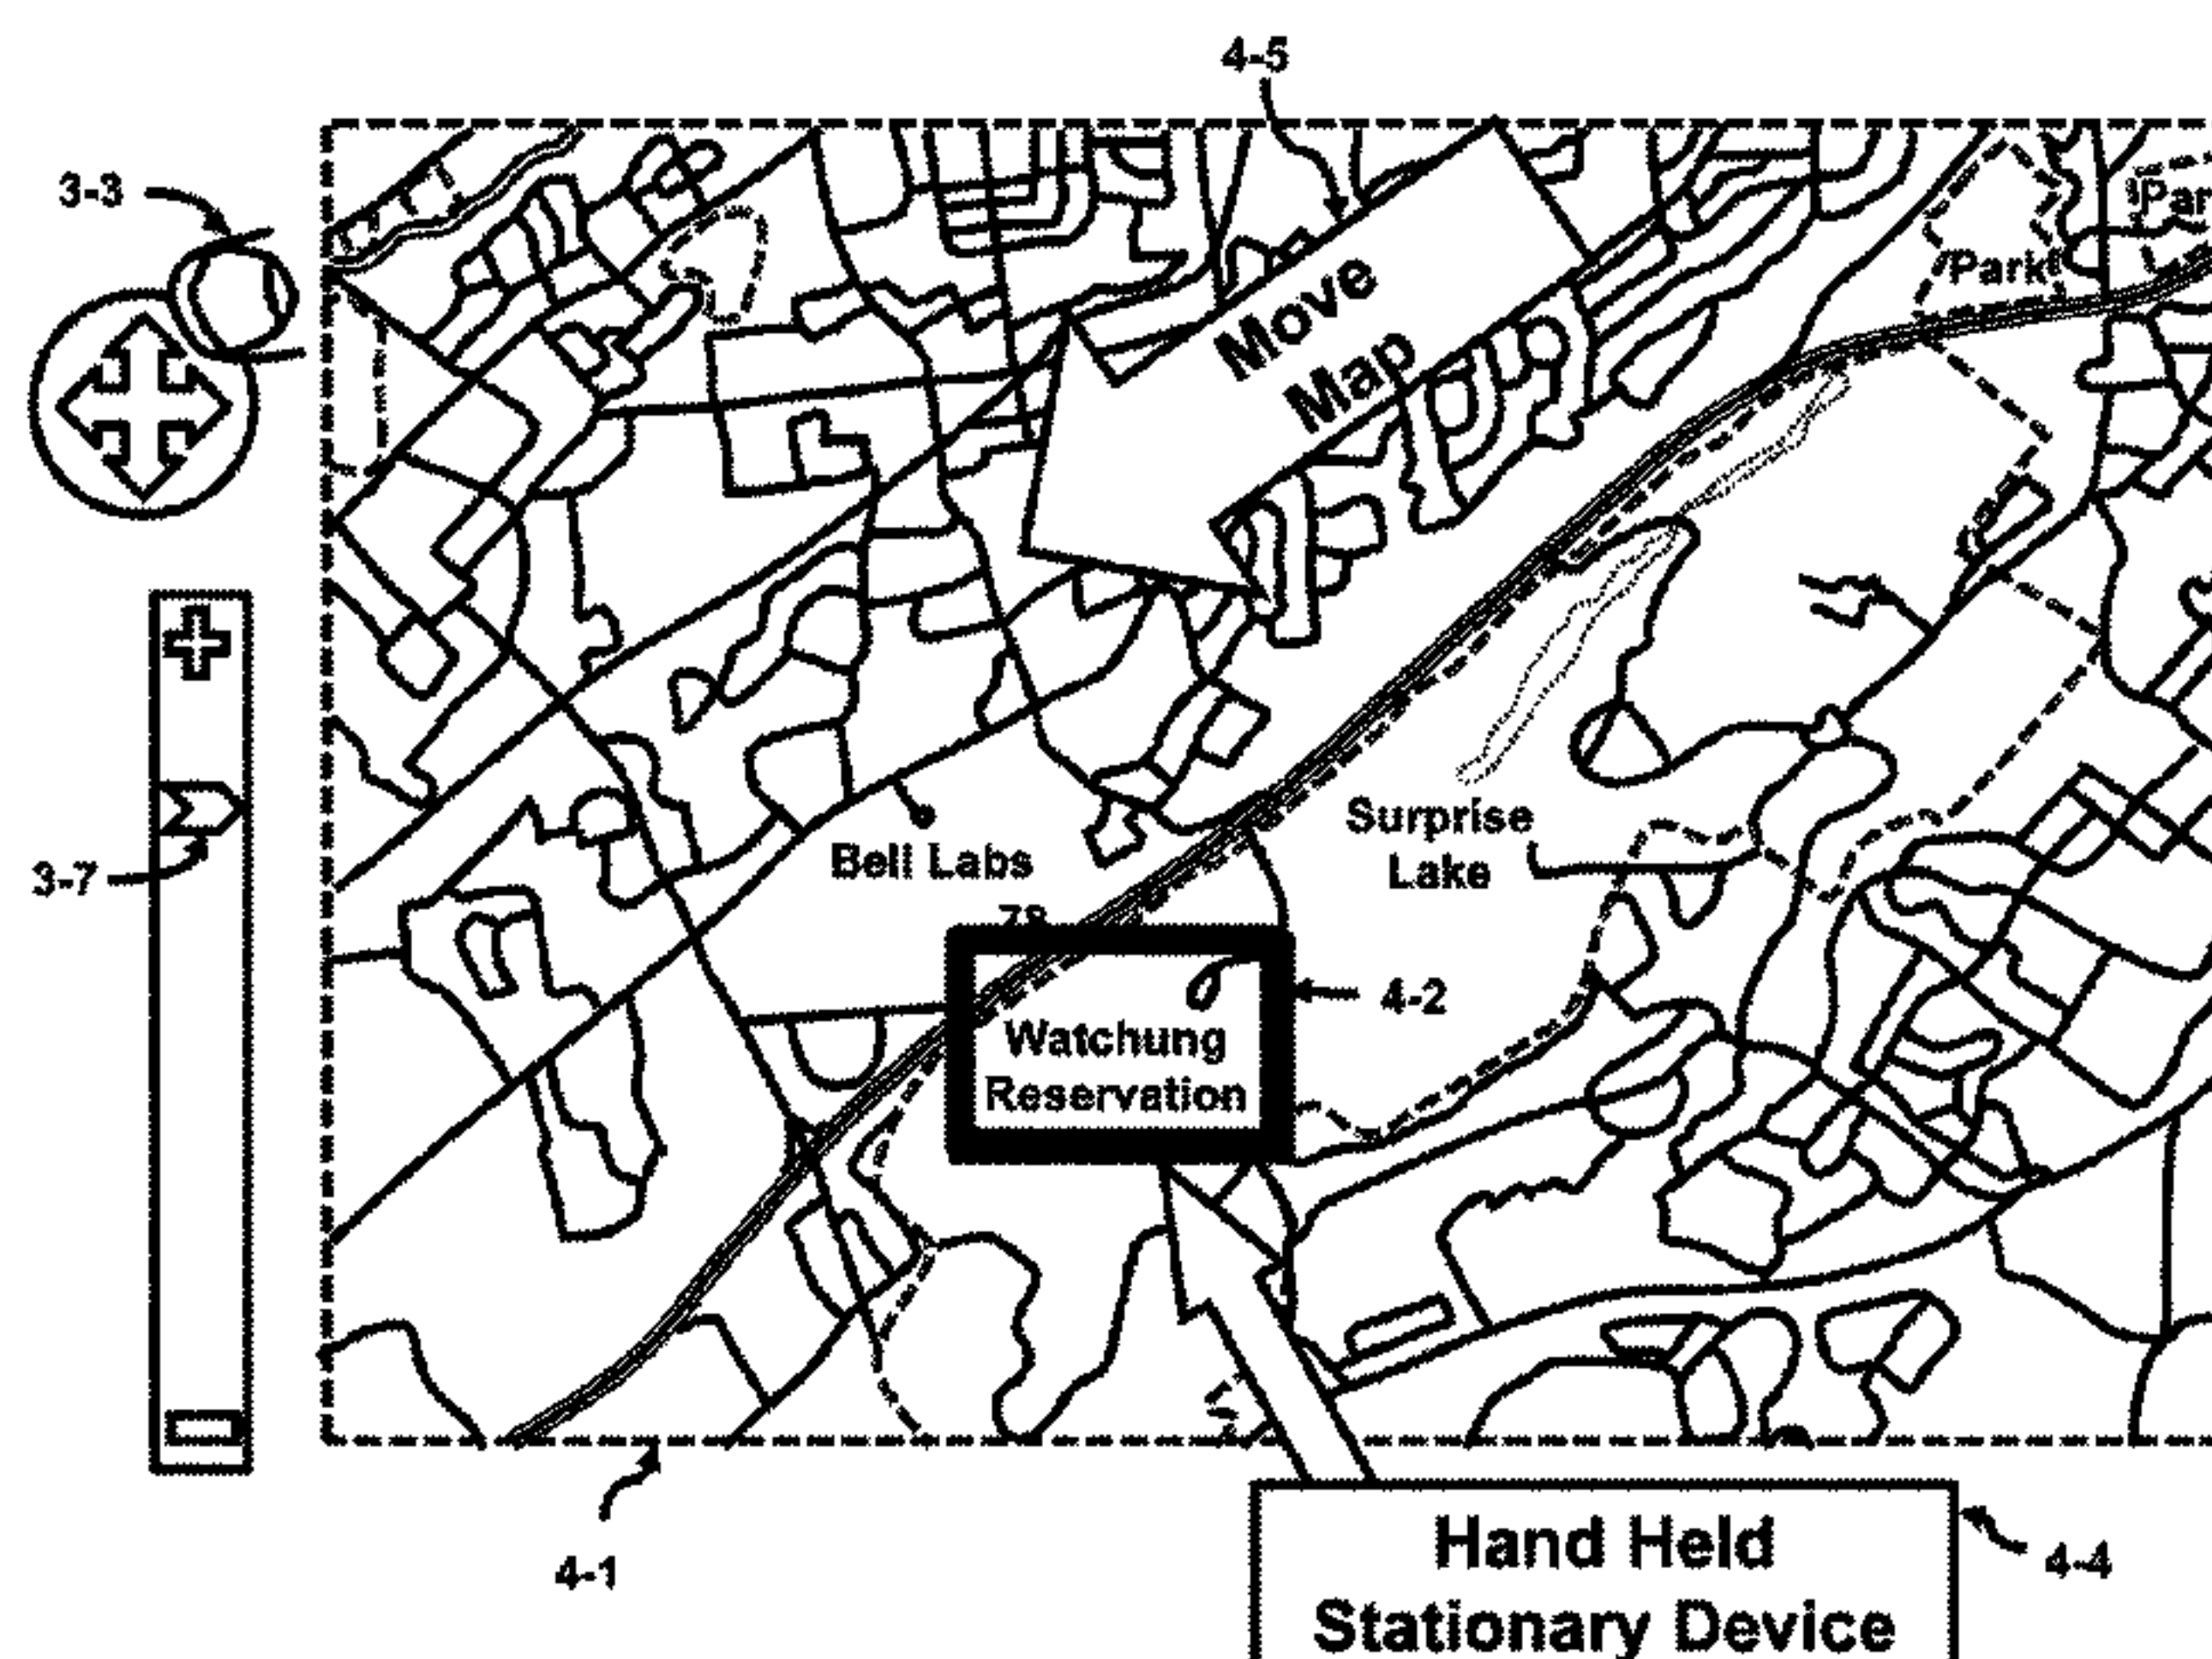 4-5
3-3
Par
Park
Move
Map
Surprise
Lake
3-7
Bell Labs
78
4-2
Watchung
Reservation
4-1
Hand Held
Stationary Device
4-4